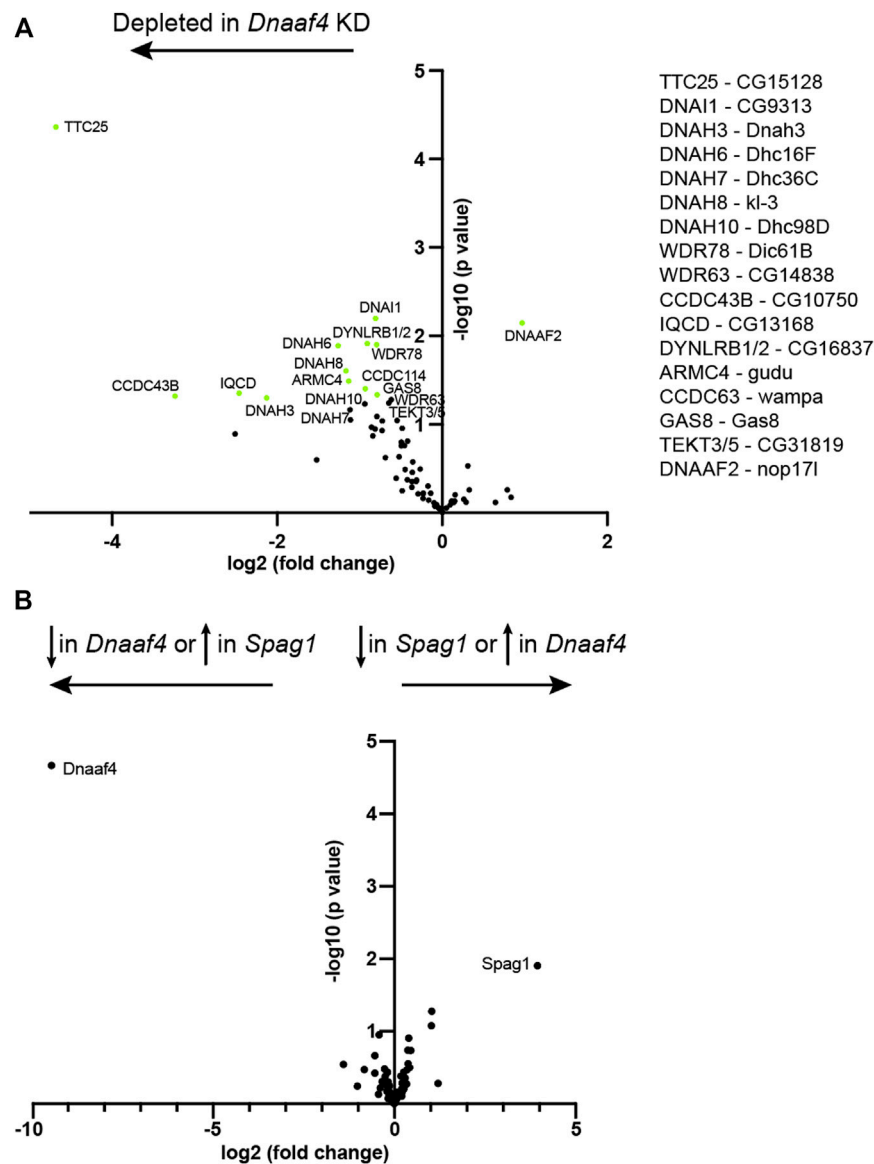 A
Depleted in Dnaaf4 KD
5
4
3
2
1
-log10 (p value)
TTC25
DNAI1
DYNLRB1/2
DNAH6
WDR78
DNAAF2
DNAH8
CCDC114
ARMC4
GAS8
CCDC43B
IQCD
DNAH3
DNAH10
WDR63
DNAH7
TEKT3/5
-4
-2
0
2
log2 (fold change)
TTC25 - CG15128
DNAI1 - CG9313
DNAH3 - Dnah3
DNAH6 - Dhc16F
DNAH7 - Dhc36C
DNAH8 - kl-3
DNAH10 - Dhc98D
WDR78 - Dic61B
WDR63 - CG14838
CCDC43B - CG10750
IQCD - CG13168
DYNLRB1/2 - CG16837
ARMC4 - gudu
CCDC63 - wampa
GAS8 - Gas8
TEKT3/5 - CG31819
DNAAF2 - nop17l
B
↓ in Dnaaf4 or ↑ in Spag1
↓ in Spag1 or ↑ in Dnaaf4
5
4
3
2
1
-log10 (p value)
Dnaaf4
Spag1
-10
-5
0
5
log2 (fold change)